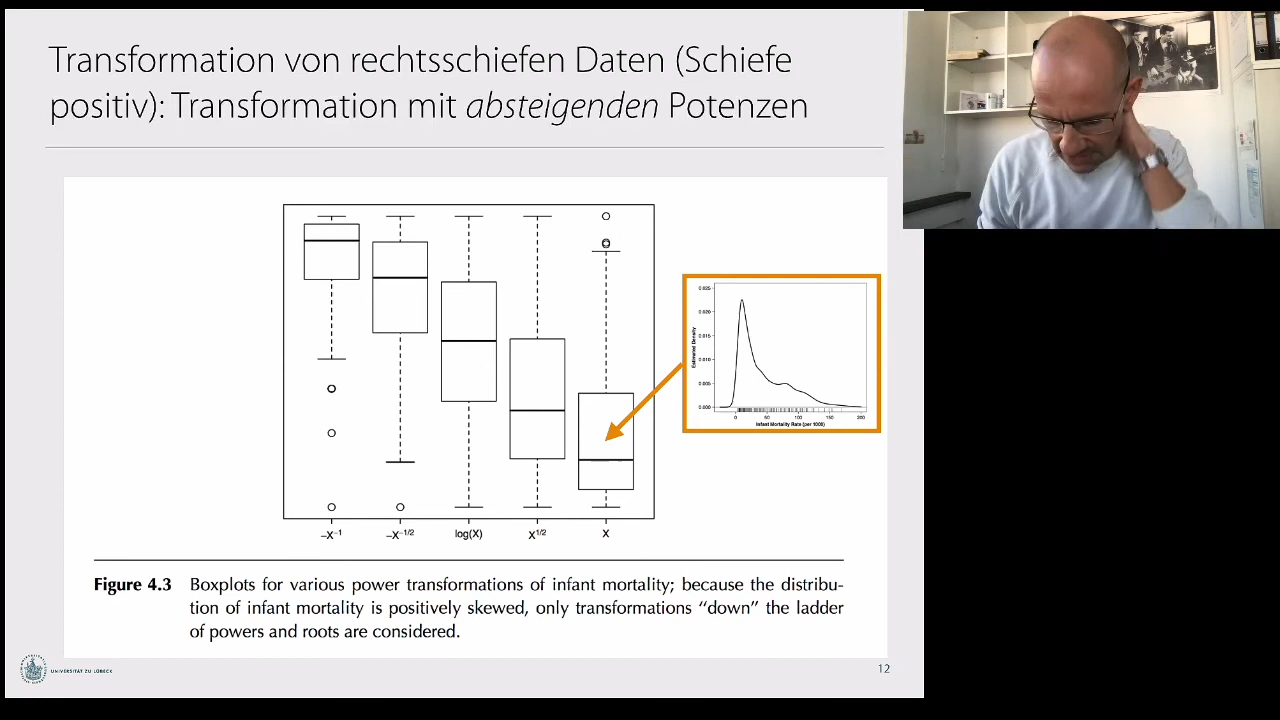 Transformation von rechtsschiefen Daten (Schiefe
positiv): Transformation mit absteigenden Potenzen
0.025
0.020
0.015
0.010
0.005
0.000
Estimated Density
0
50
100
150
200
Infant Mortality Rate (per 1000)
–X⁻¹
–X⁻¹/²
log(X)
X¹/²
X
Figure 4.3 Boxplots for various power transformations of infant mortality; because the distribu-
tion of infant mortality is positively skewed, only transformations “down” the ladder
of powers and roots are considered.
UNIVERSITÄT ZU LÜBECK
12